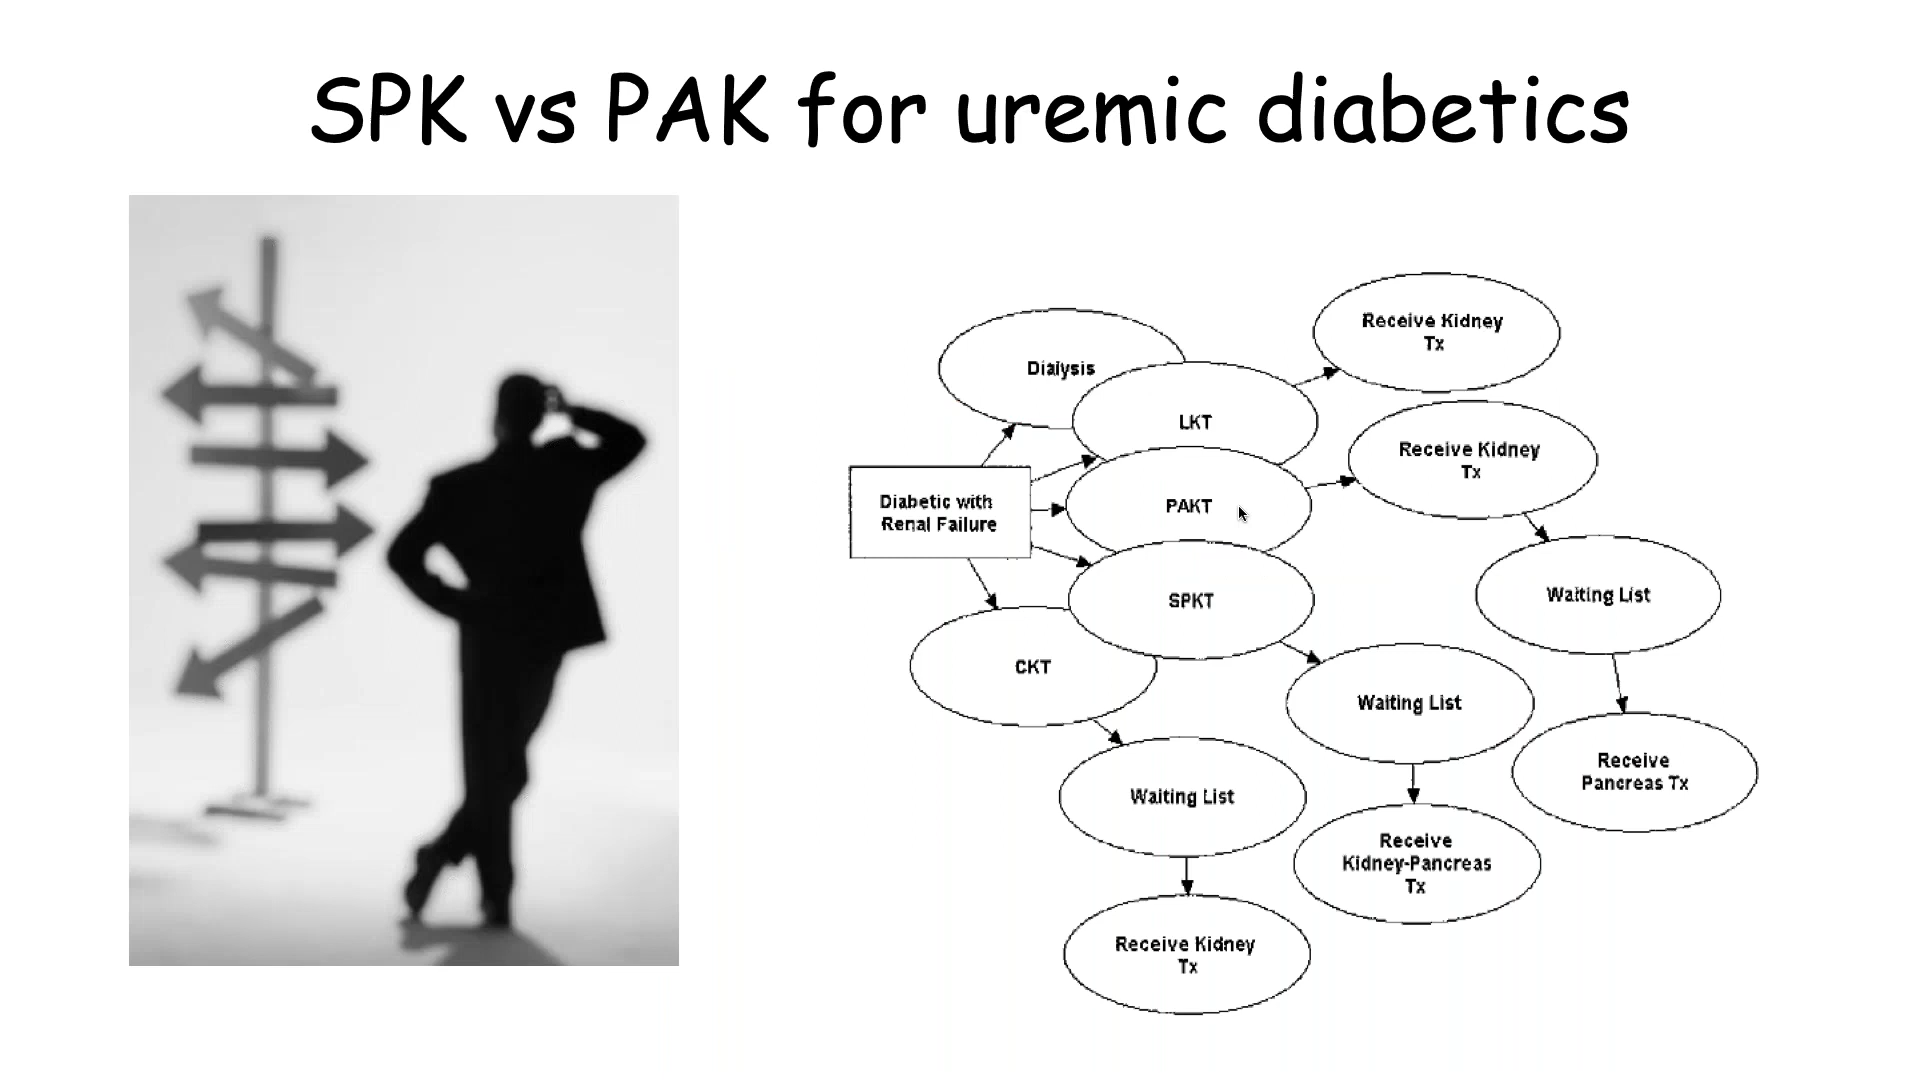 SPK vs PAK for uremic diabetics
Receive Kidney
Tx
Dialysis
LKT
Receive Kidney
Tx
Diabetic with
Renal Failure
PAKT
SPKT
Waiting List
CKT
Waiting List
Receive
Pancreas Tx
Waiting List
Receive
Kidney-Pancreas
Tx
Receive Kidney
Tx